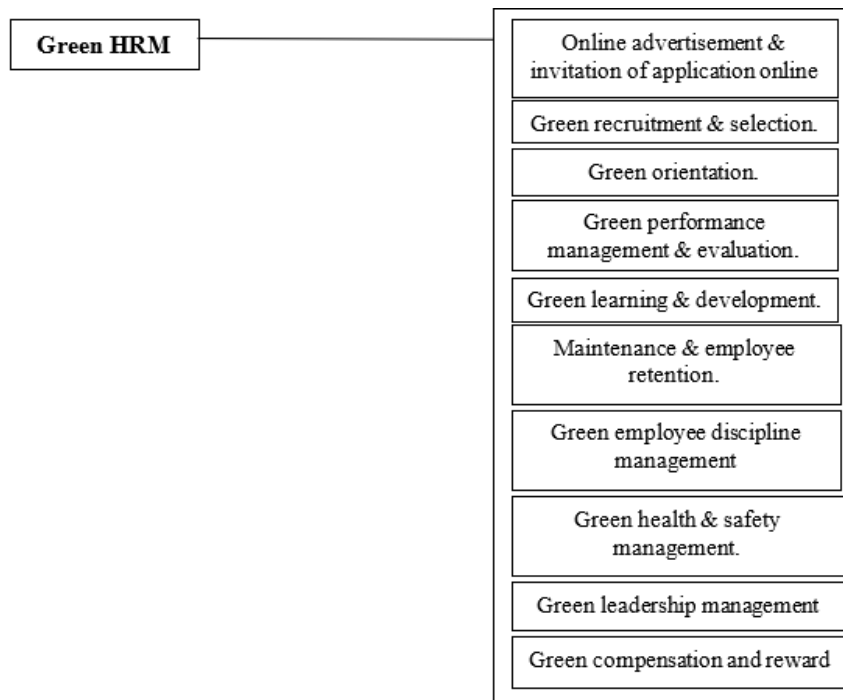 Green HRM
Online advertisement &
invitation of application online
Green recruitment & selection.
Green orientation.
Green performance
management & evaluation.
Green learning & development.
Maintenance & employee
retention.
Green employee discipline
management
Green health & safety
management.
Green leadership management
Green compensation and reward